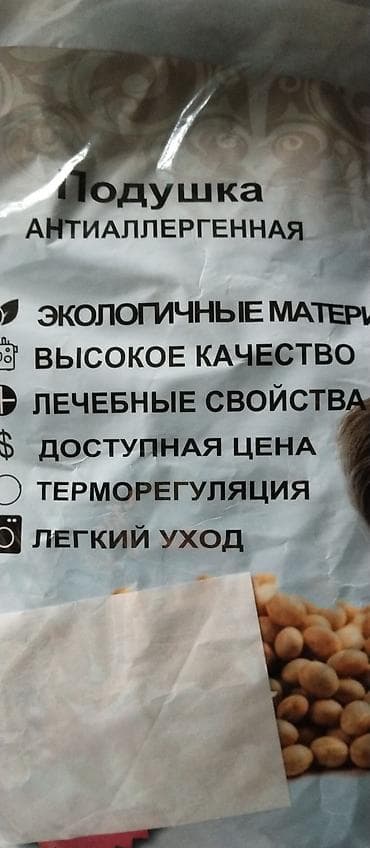 Подушка
АНТИАЛЛЕРГЕННАЯ
ЭКОЛОГИЧНЫЕ МАТЕРИ
ВЫСОКОЕ КАЧЕСТВО
ЛЕЧЕБНЫЕ СВОЙСТВА
$ ДОСТУПНАЯ ЦЕНА
ТЕРМОРЕГУЛЯЦИЯ
ЛЕГКИЙ УХОД